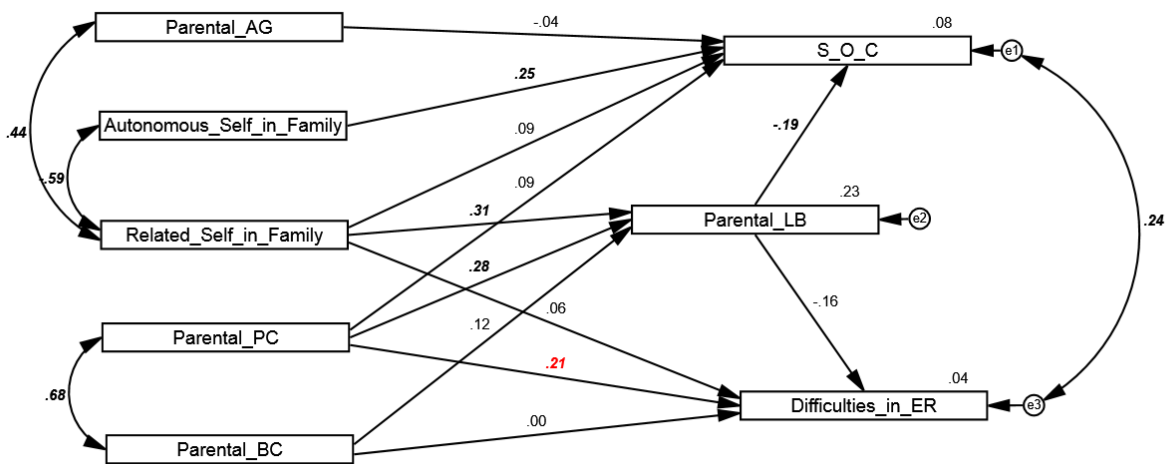 Parental_AG
-.04
.08
S_O_C
e1
.25
Autonomous_Self_in_Family
.44
.09
-.19
-.59
.09
.23
Related_Self_in_Family
.31
Parental_LB
e2
.24
.28
.06
-.16
.12
Parental_PC
.21
.68
.04
Difficulties_in_ER
e3
.00
Parental_BC